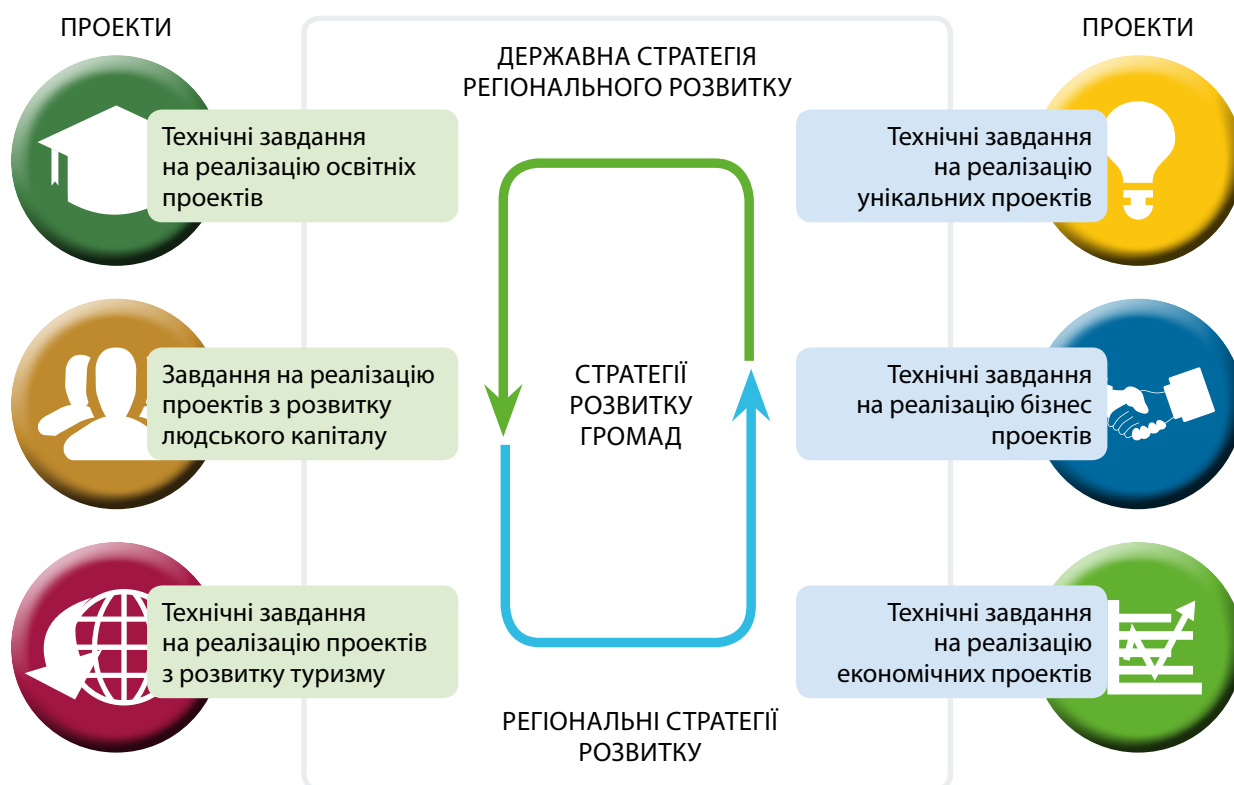 ПРОЕКТИ
Технічні завдання
на реалізацію освітніх
проектів
Завдання на реалізацію
проектів з розвитку
людського капіталу
Технічні завдання
на реалізацію проектів
з розвитку туризму
ДЕРЖАВНА СТРАТЕГІЯ
РЕГІОНАЛЬНОГО РОЗВИТКУ
СТРАТЕГІЇ
РОЗВИТКУ
ГРОМАД
РЕГІОНАЛЬНІ СТРАТЕГІЇ
РОЗВИТКУ
ПРОЕКТИ
Технічні завдання
на реалізацію
унікальних проектів
Технічні завдання
на реалізацію бізнес
проектів
Технічні завдання
на реалізацію
економічних проектів